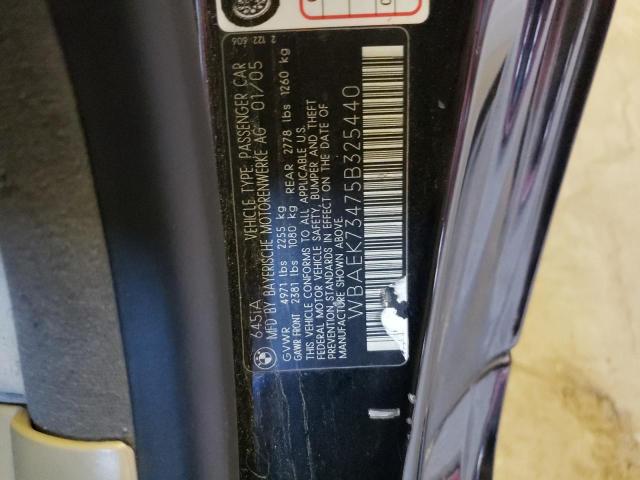 645iA VEHICLE TYPE: PASSENGER CAR
MFD BY BAYERISCHE MOTORENWERKE AG 01/05
GVWR 4971 lbs 2255 kg
GAWR FRONT 2381 lbs 1080 kg REAR 2778 lbs 1260 kg
THIS VEHICLE CONFORMS TO ALL APPLICABLE U.S.
FEDERAL MOTOR VEHICLE SAFETY, BUMPER AND THEFT
PREVENTION STANDARDS IN EFFECT ON THE DATE OF
MANUFACTURE SHOWN ABOVE.
WBAEK73475B325440
2 122 606